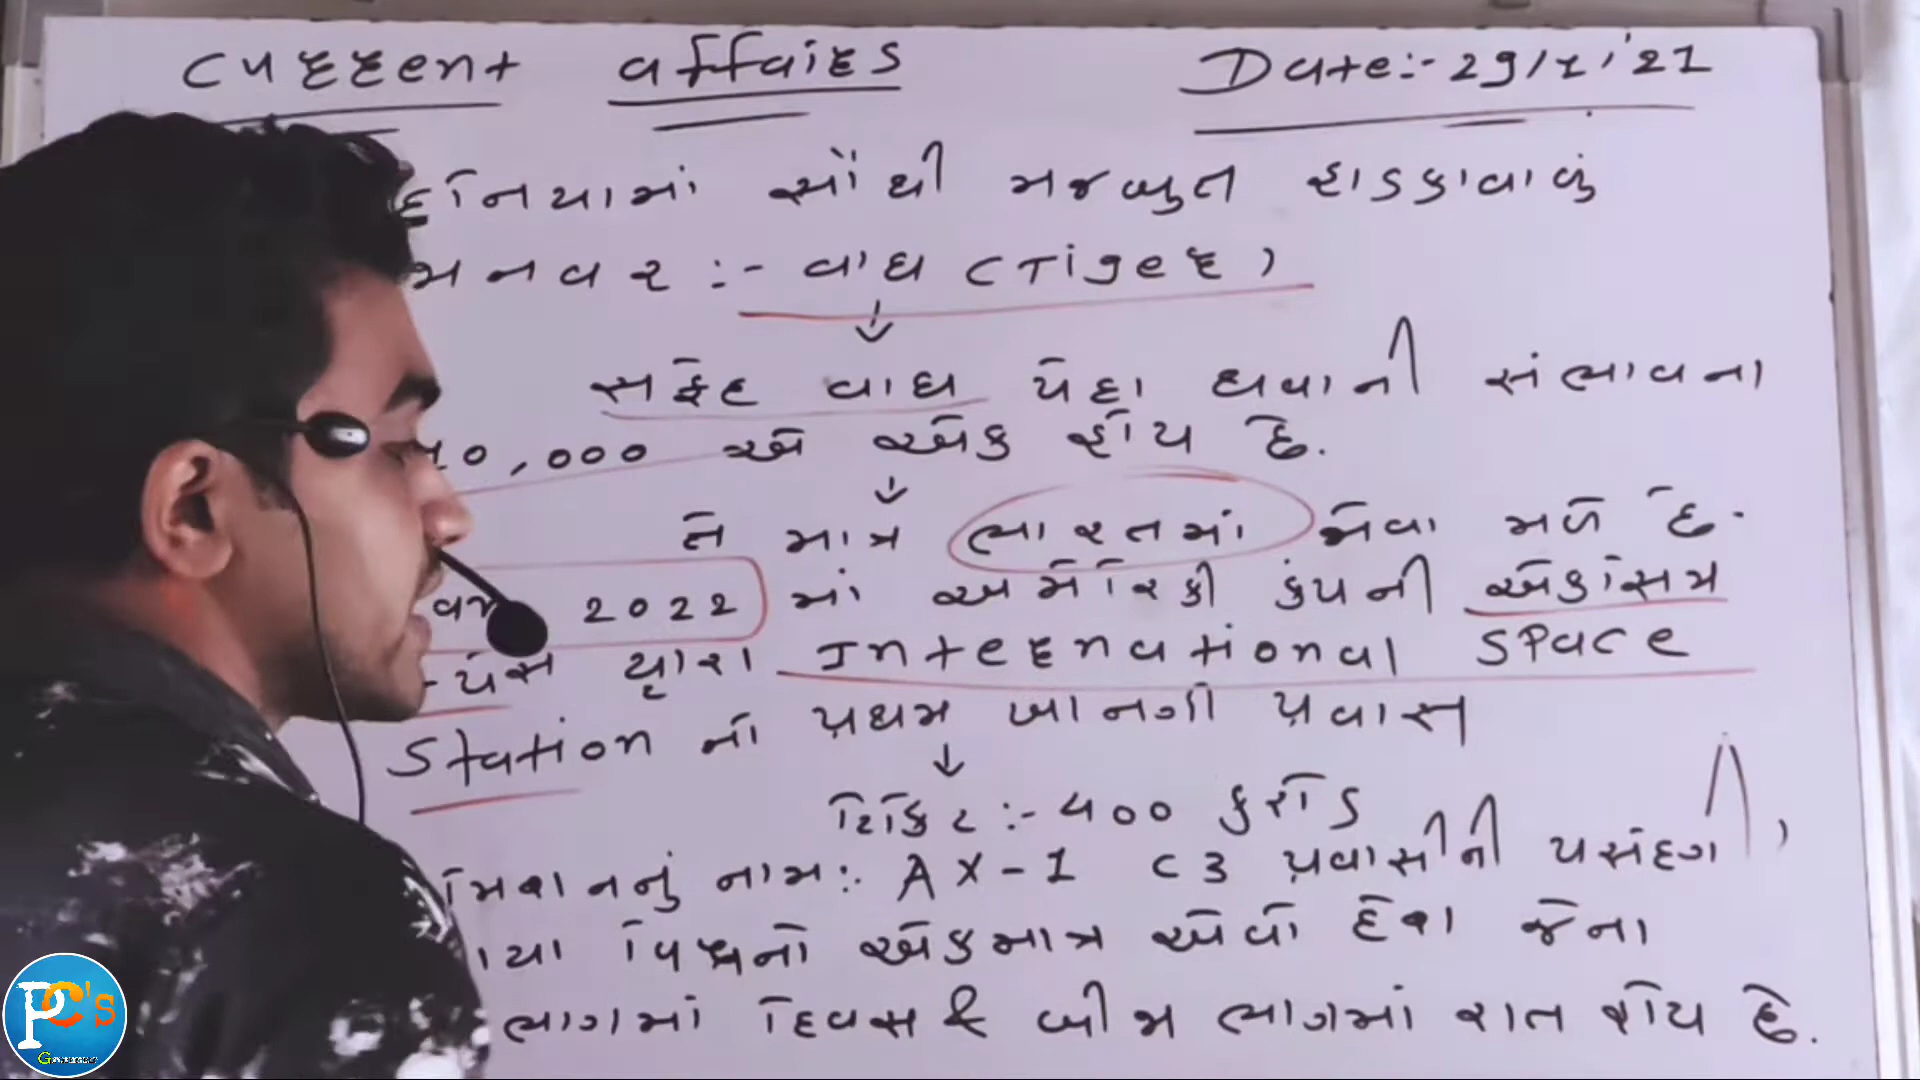 Current affairs Date:- 29/1/'21
દુનિયામાં સૌથી મજબુત હાડકાવાળું
નવર :- વાઘ (Tiger)
↓
સફેદ વાઘ પેદા થવાની સંભાવના
10,000 એ એક હોય છે.
↓
તે માત્ર ભારતમાં જોવા મળે છે.
2022 માં અમેરિકી કંપની એકસિમ
-પેસ દ્વારા International Space
Station નો પ્રથમ ખાનગી પ્રવાસ
↓
ટિકિટ :- 400 કરોડ
મિશનનું નામ :- AX-1 (3 પ્રવાસીની પસંદગી)
યા વિશ્વનો એકમાત્ર એવો દેશ જેના
ભાગમાં દિવસ & બીજા ભાગમાં રાત હોય છે.
PC's